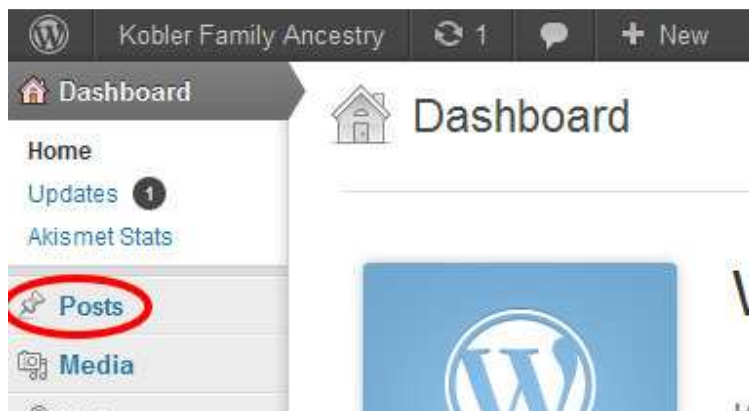 Kobler Family Ancestry 1 New
Dashboard
Dashboard
Home
Updates 1
Akismet Stats
Posts
Media